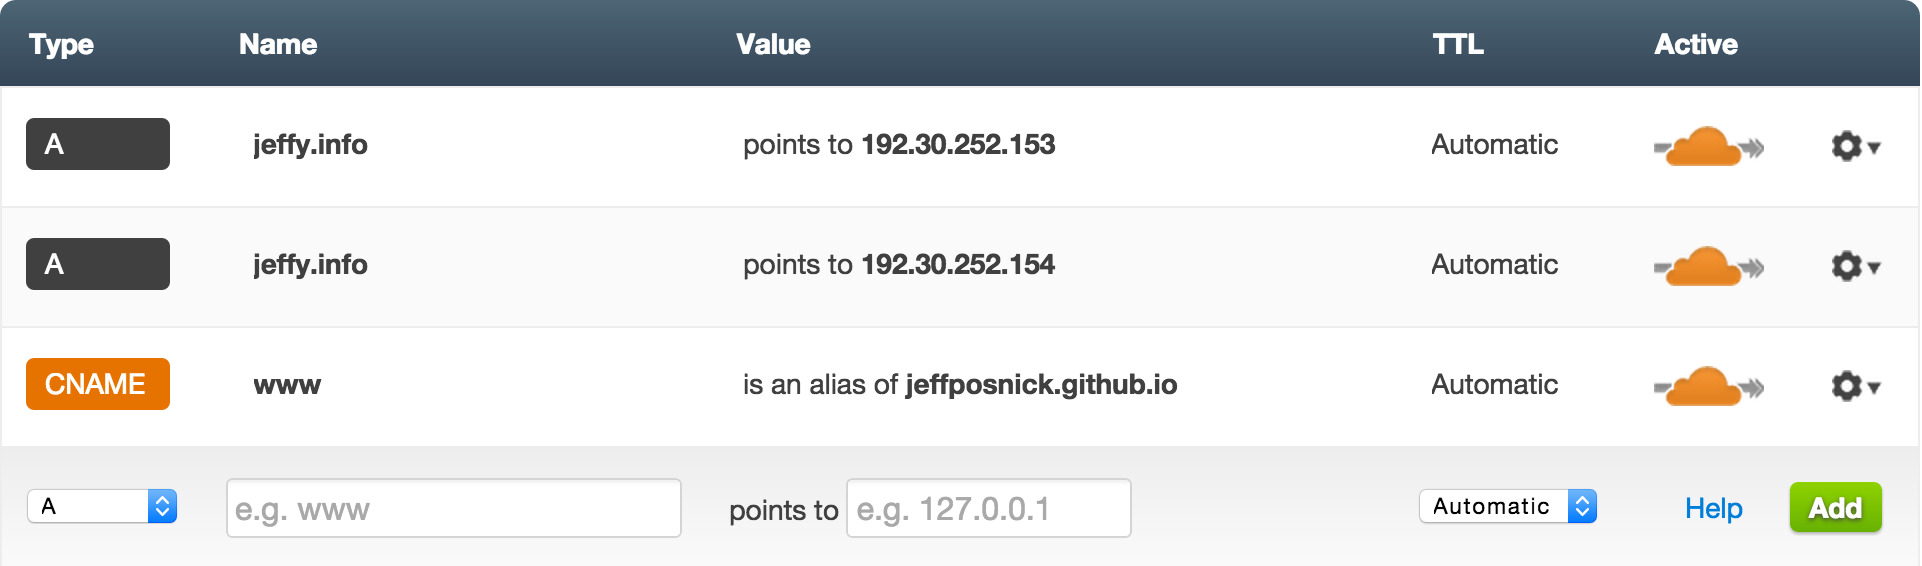 Type Name Value TTL Active
A jeffy.info points to 192.30.252.153 Automatic
A jeffy.info points to 192.30.252.154 Automatic
CNAME www is an alias of jeffposnick.github.io Automatic
A e.g. www points to e.g. 127.0.0.1 Automatic Help Add